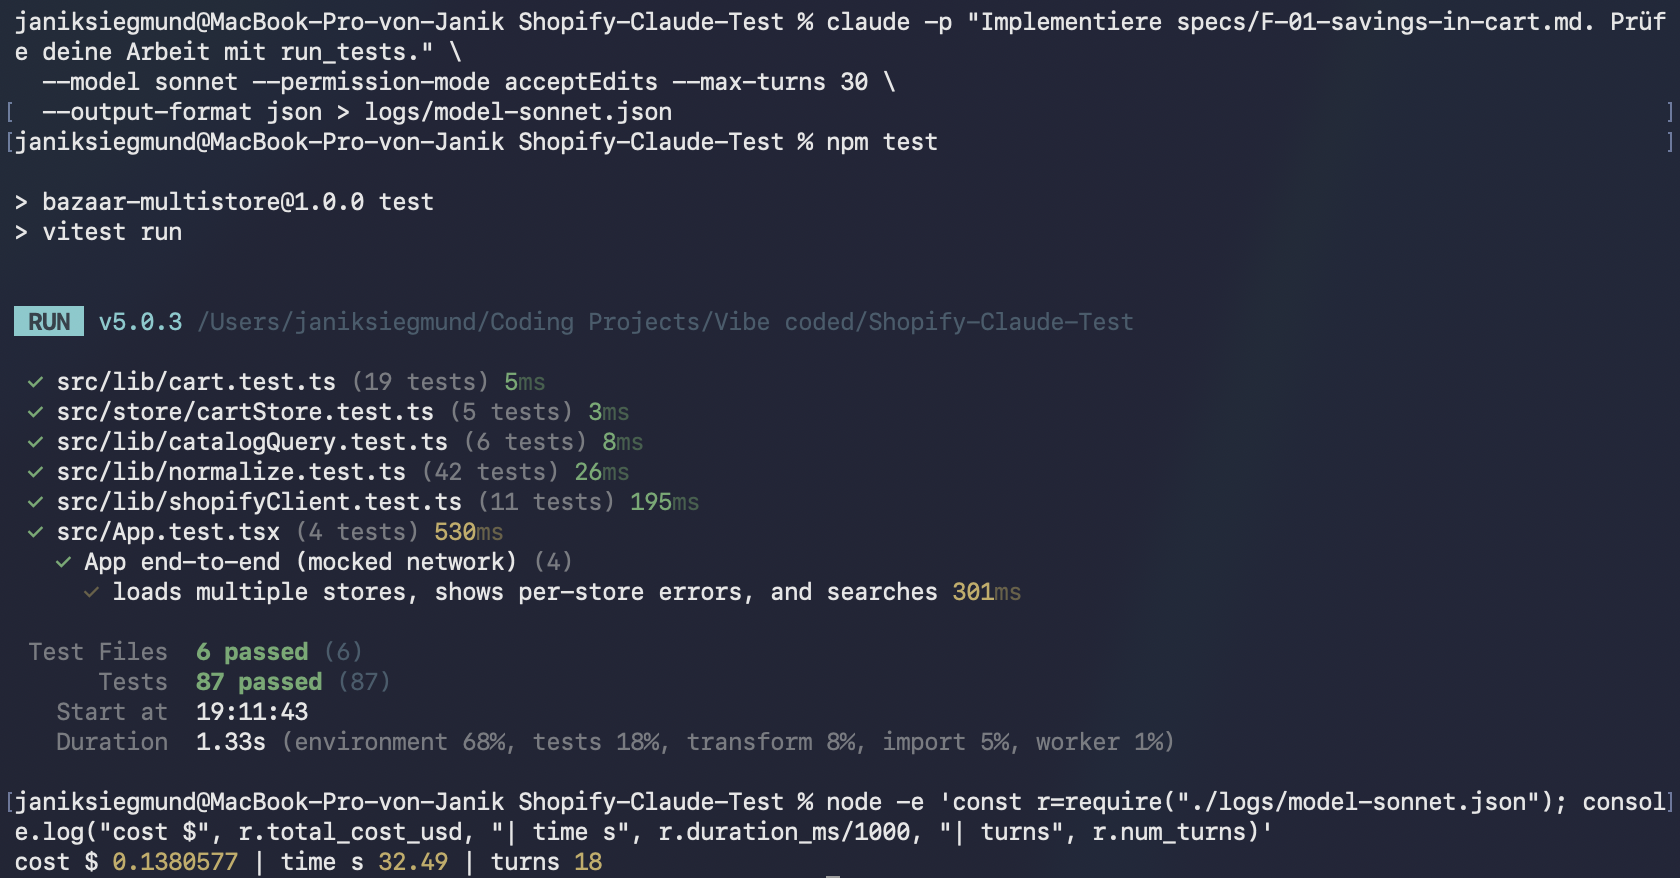 janiksiegmund@MacBook-Pro-von-Janik Shopify-Claude-Test % claude -p "Implementiere specs/F-01-savings-in-cart.md. Prüf
e deine Arbeit mit run_tests." \
  --model sonnet --permission-mode acceptEdits --max-turns 30 \
[  --output-format json > logs/model-sonnet.json ]
[janiksiegmund@MacBook-Pro-von-Janik Shopify-Claude-Test % npm test ]
> bazaar-multistore@1.0.0 test
> vitest run
RUN v5.0.3 /Users/janiksiegmund/Coding Projects/Vibe coded/Shopify-Claude-Test
✓ src/lib/cart.test.ts (19 tests) 5ms
✓ src/store/cartStore.test.ts (5 tests) 3ms
✓ src/lib/catalogQuery.test.ts (6 tests) 8ms
✓ src/lib/normalize.test.ts (42 tests) 26ms
✓ src/lib/shopifyClient.test.ts (11 tests) 195ms
✓ src/App.test.tsx (4 tests) 530ms
✓ App end-to-end (mocked network) (4)
✓ loads multiple stores, shows per-store errors, and searches 301ms
Test Files 6 passed (6)
Tests 87 passed (87)
Start at 19:11:43
Duration 1.33s (environment 68%, tests 18%, transform 8%, import 5%, worker 1%)
[janiksiegmund@MacBook-Pro-von-Janik Shopify-Claude-Test % node -e 'const r=require("./logs/model-sonnet.json"); consol]
e.log("cost $", r.total_cost_usd, "| time s", r.duration_ms/1000, "| turns", r.num_turns)'
cost $ 0.1380577 | time s 32.49 | turns 18